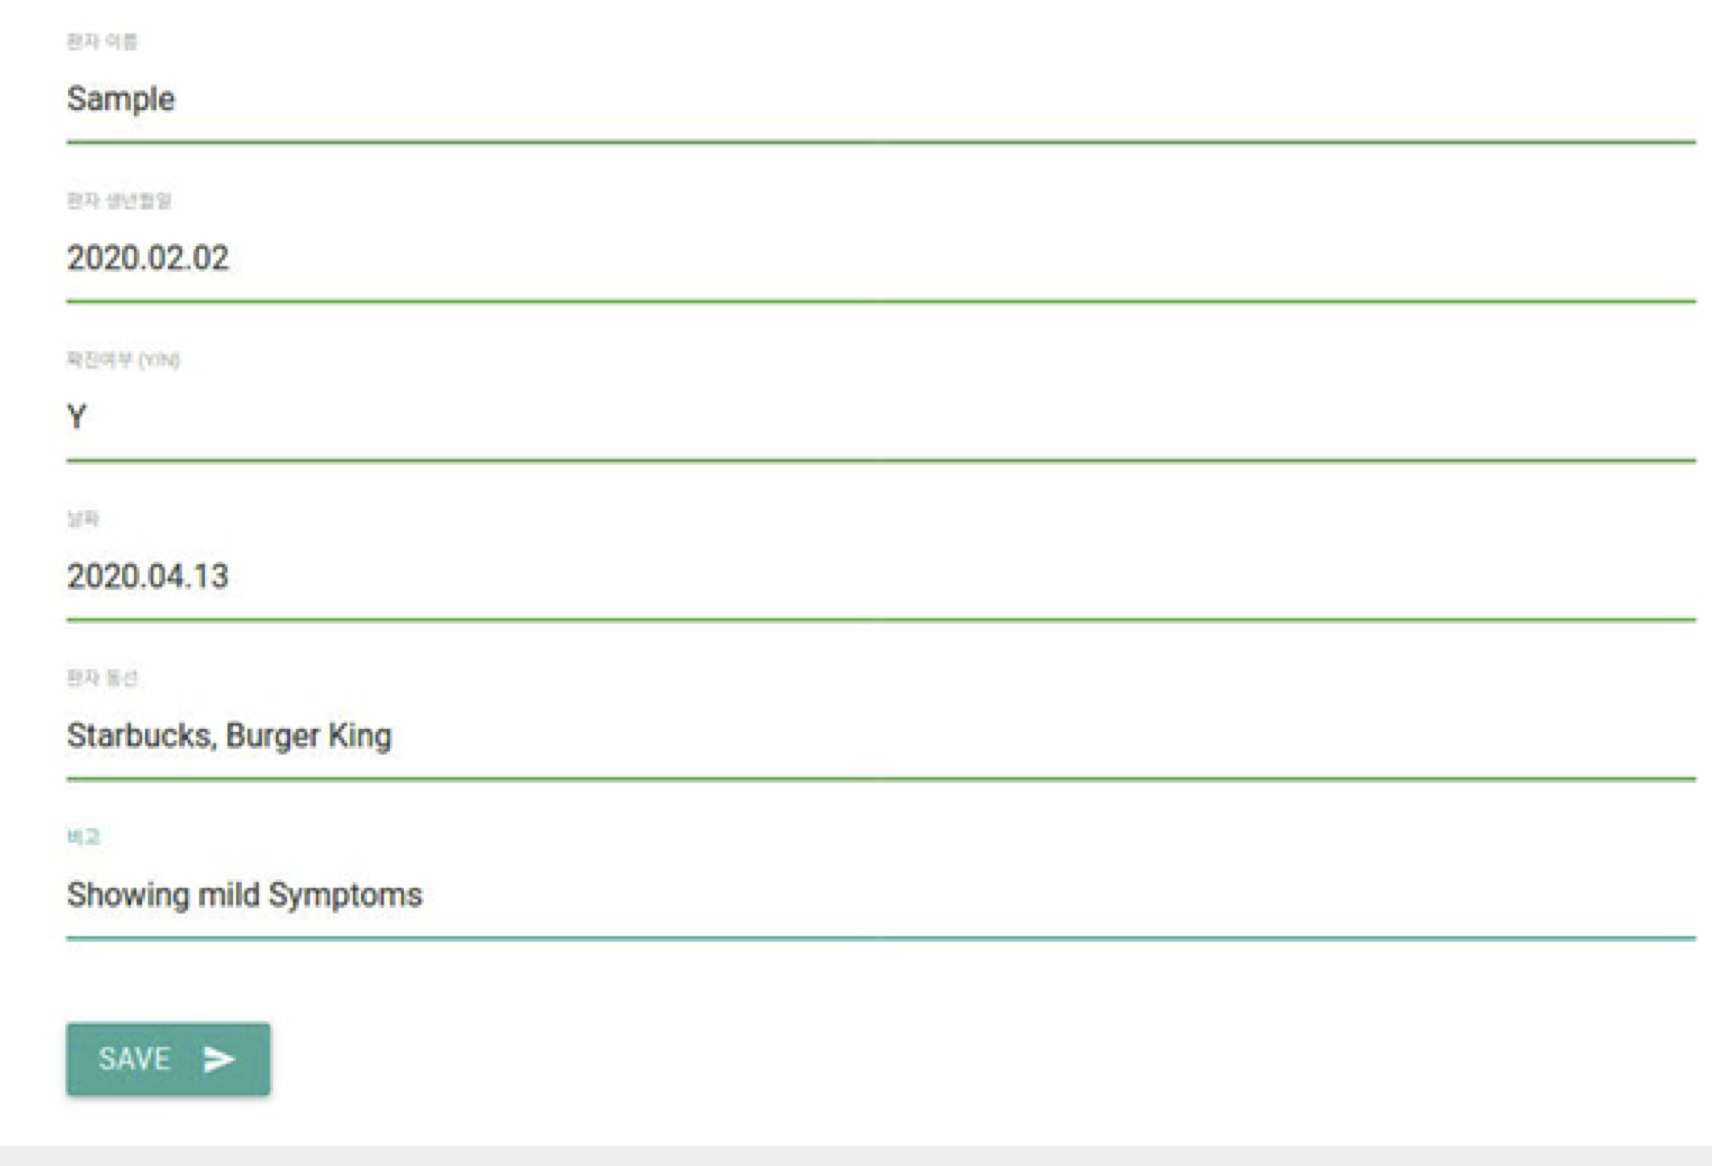 환자 이름
Sample
환자 생년월일
2020.02.02
확진여부 (Y/N)
Y
날짜
2020.04.13
환자 동선
Starbucks, Burger King
비고
Showing mild Symptoms
SAVE